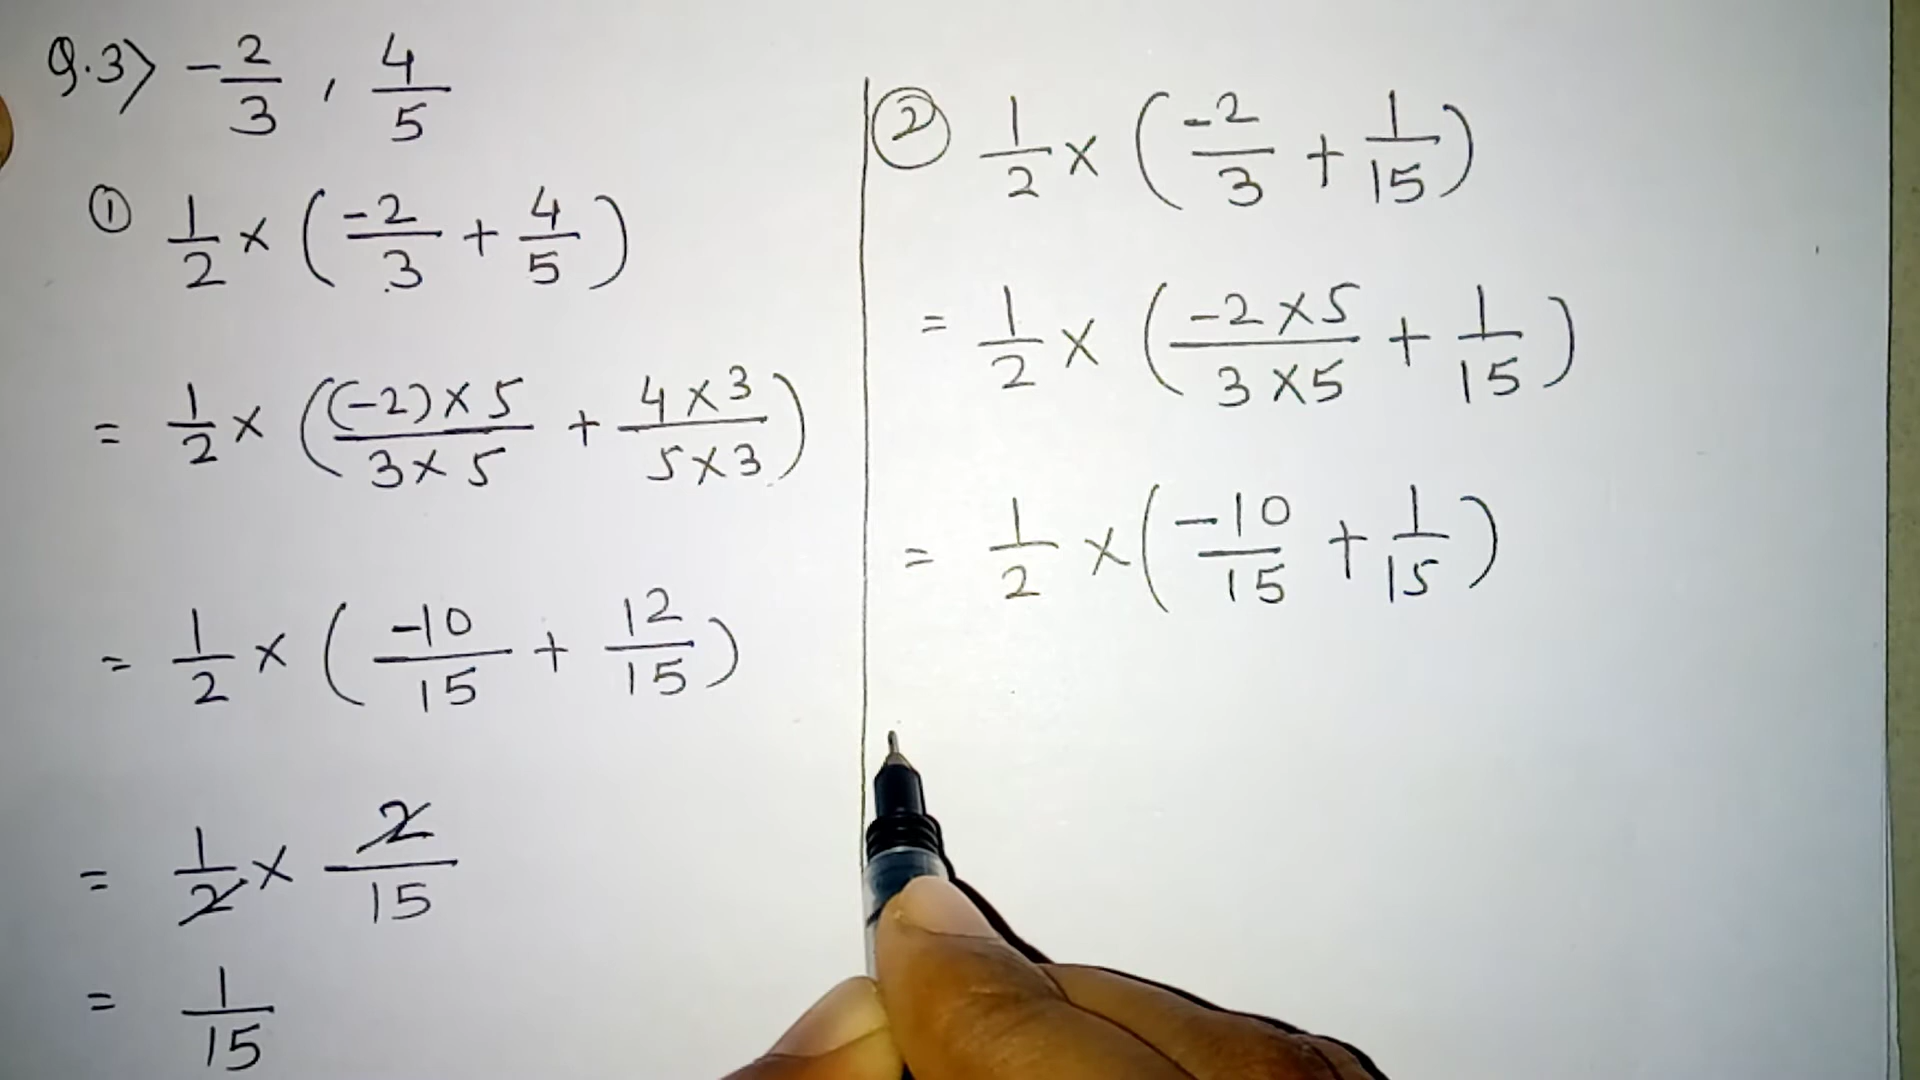 Q.3) -2/3 , 4/5
① 1/2 × (-2/3 + 4/5)
= 1/2 × ((-2)×5/3×5 + 4×3/5×3)
= 1/2 × (-10/15 + 12/15)
= 1/2 × 2/15
= 1/15
② 1/2 × (-2/3 + 1/15)
= 1/2 × (-2×5/3×5 + 1/15)
= 1/2 × (-10/15 + 1/15)